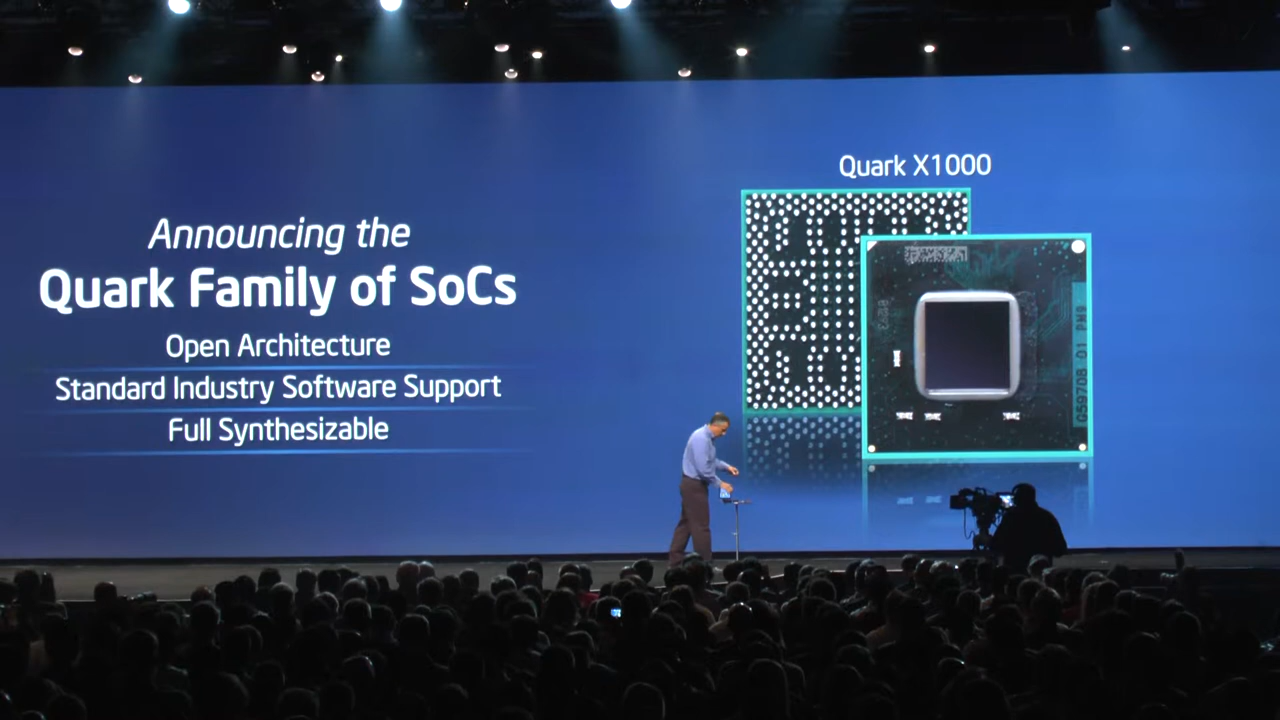 Announcing the
Quark Family of SoCs
Open Architecture
Standard Industry Software Support
Full Synthesizable
Quark X1000